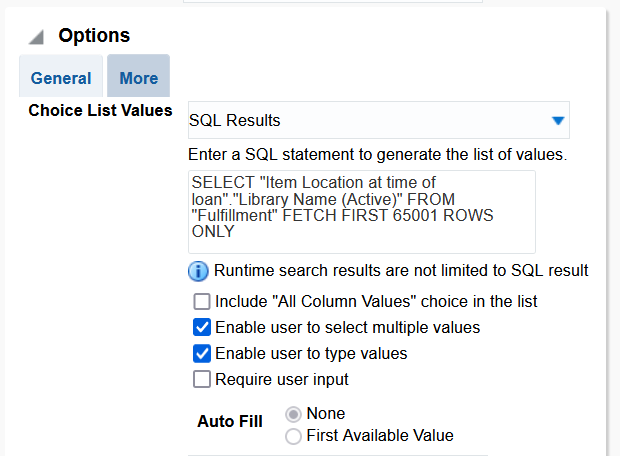 Options
General More
Choice List Values SQL Results
Enter a SQL statement to generate the list of values.
SELECT "Item Location at time of
loan"."Library Name (Active)" FROM
"Fulfillment" FETCH FIRST 65001 ROWS
ONLY
Runtime search results are not limited to SQL result
Include "All Column Values" choice in the list
Enable user to select multiple values
Enable user to type values
Require user input
Auto Fill None
First Available Value